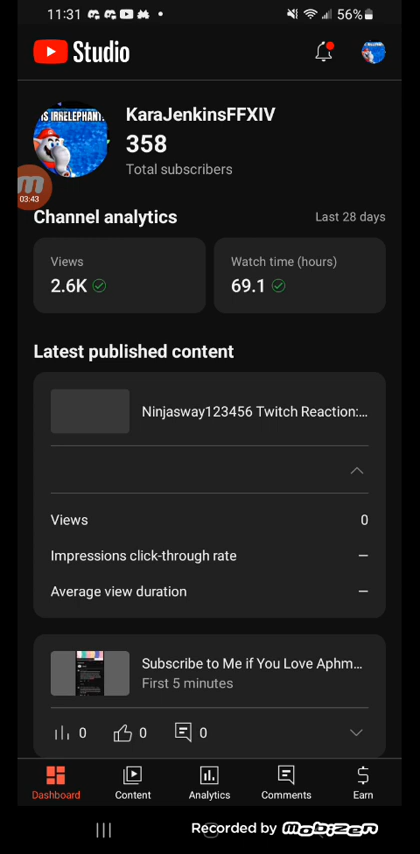 11:31
56%
Studio
IS IRRELEPHANT
KaraJenkinsFFXIV
358
Total subscribers
03:43
Channel analytics
Last 28 days
Views
Watch time (hours)
2.6K
69.1
Latest published content
Ninjasway123456 Twitch Reaction:...
Views
0
Impressions click-through rate
–
Average view duration
–
Subscribe to Me if You Love Aphm...
First 5 minutes
0
0
0
Dashboard
Content
Analytics
Comments
Earn
Recorded by mobizen